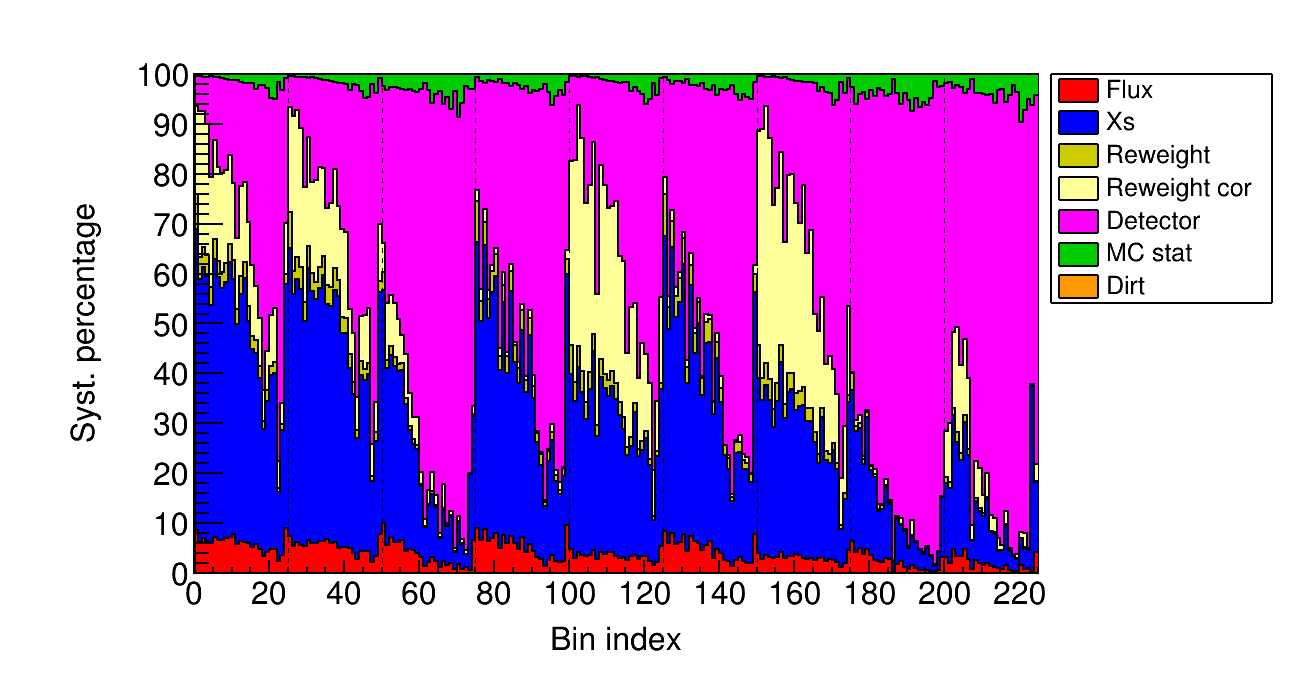 Syst. percentage
100
90
80
70
60
50
40
30
20
10
0
0 20 40 60 80 100 120 140 160 180 200 220
Bin index
Flux
Xs
Reweight
Reweight cor
Detector
MC stat
Dirt